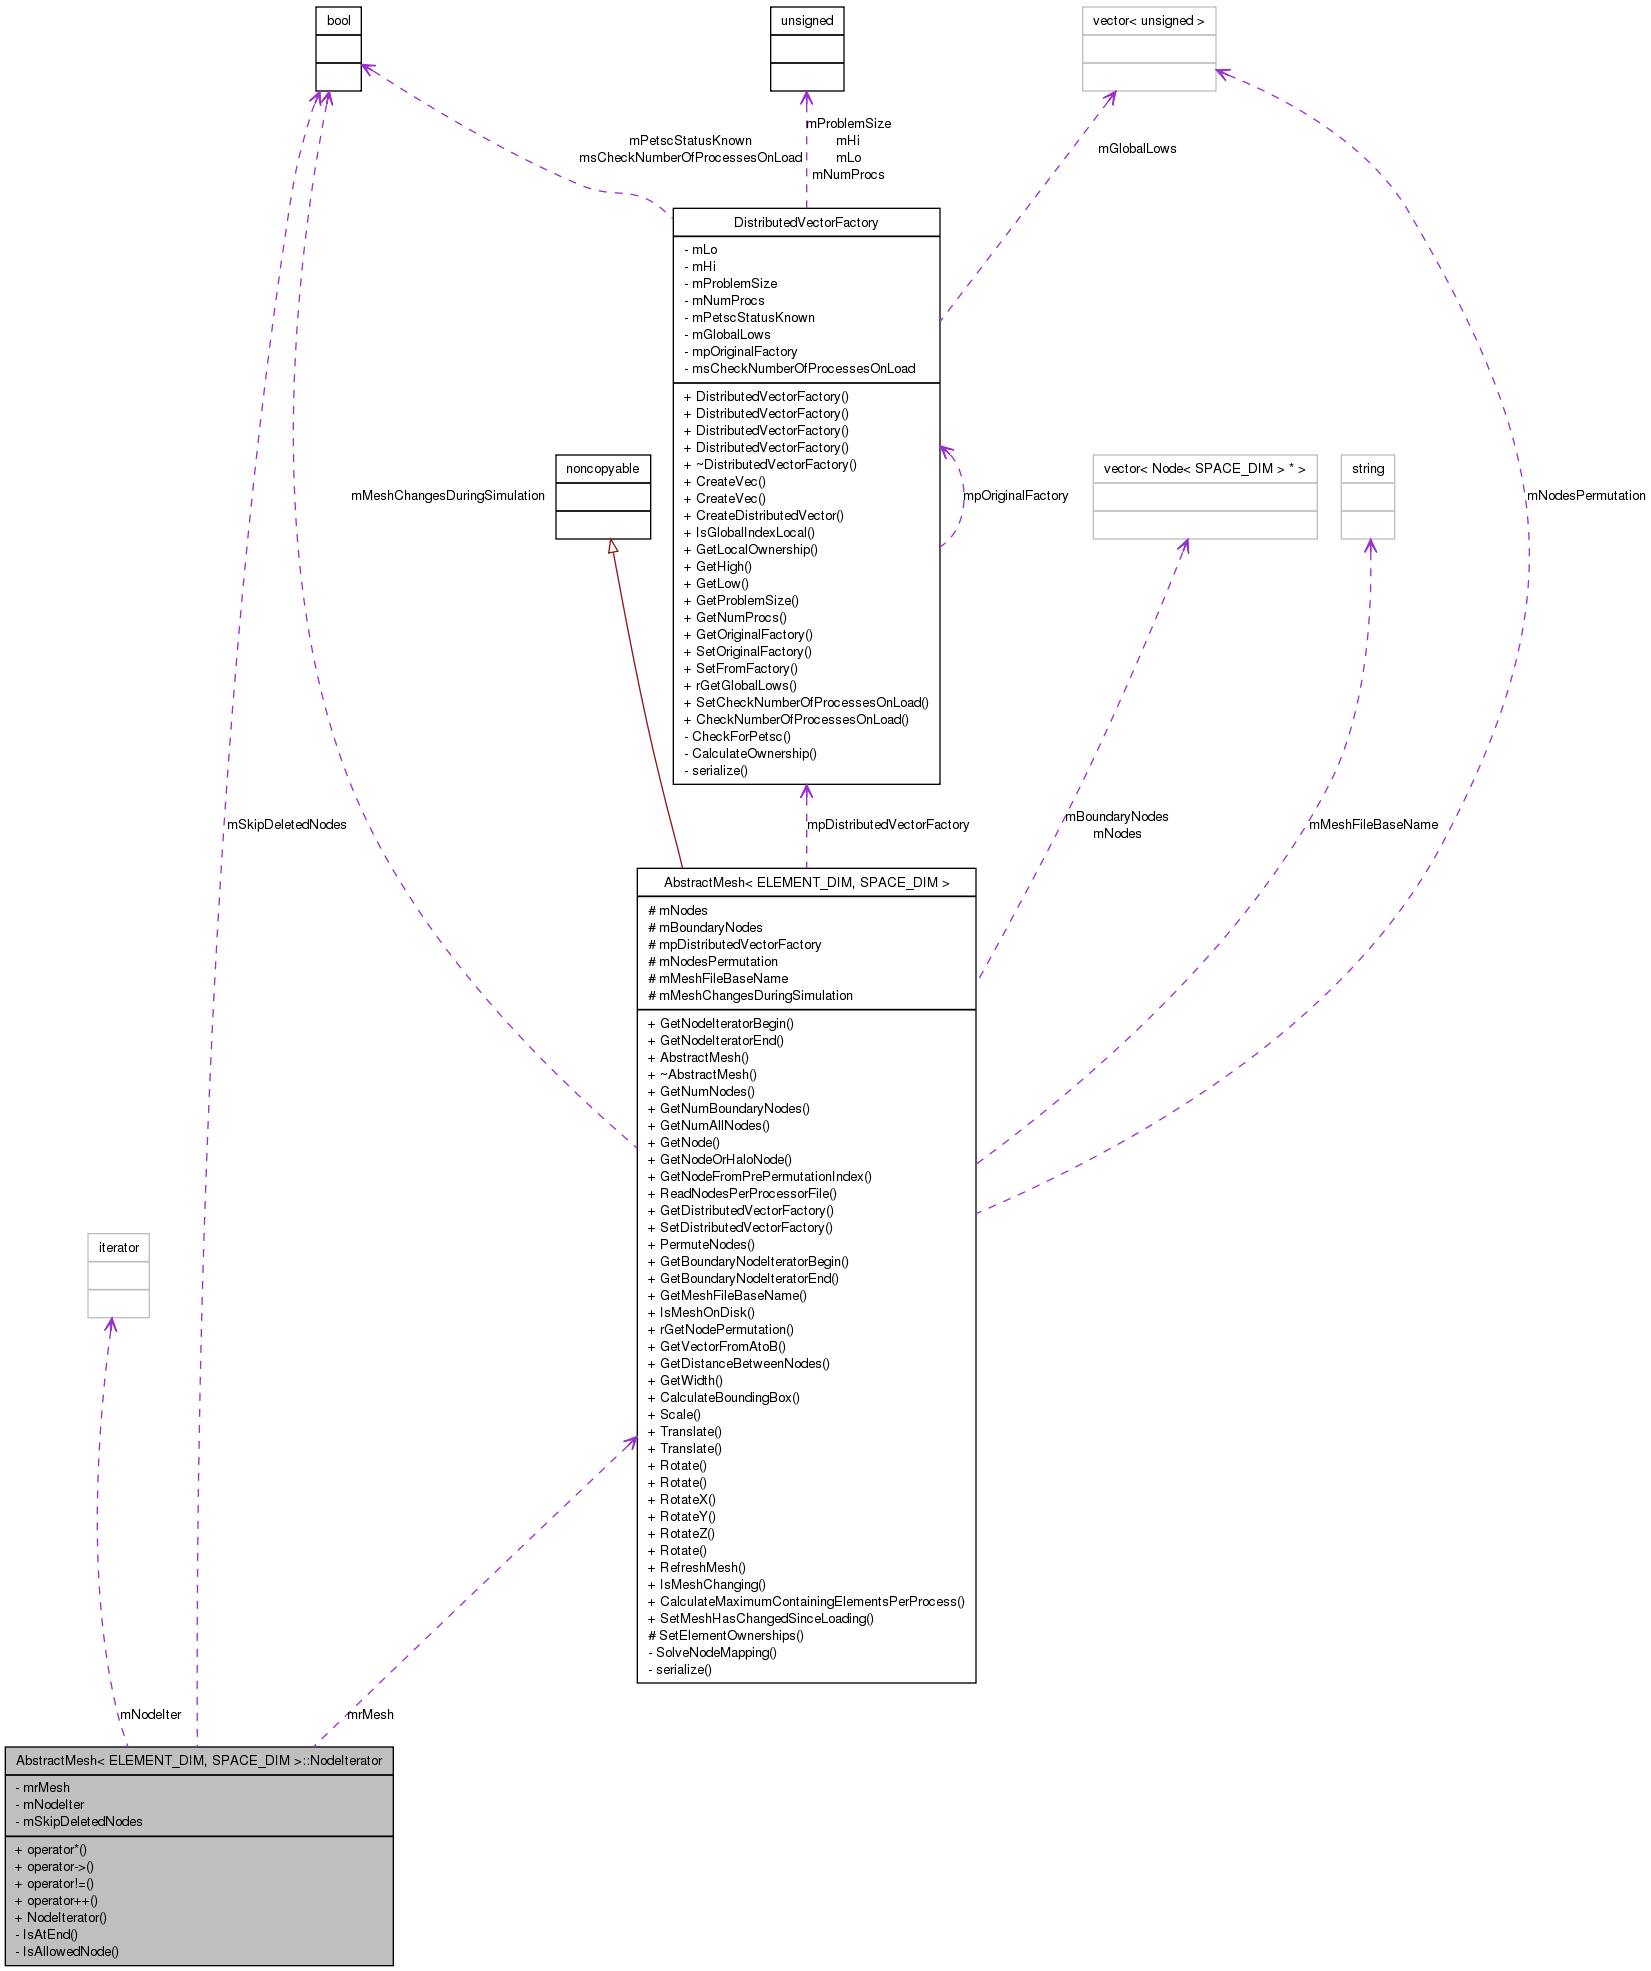 bool
unsigned
vector< unsigned >
mPetscStatusKnown
msCheckNumberOfProcessesOnLoad
mProblemSize
mHi
mLo
mNumProcs
mGlobalLows
DistributedVectorFactory
- mLo
- mHi
- mProblemSize
- mNumProcs
- mPetscStatusKnown
- mGlobalLows
- mpOriginalFactory
- msCheckNumberOfProcessesOnLoad
+ DistributedVectorFactory()
+ DistributedVectorFactory()
+ DistributedVectorFactory()
+ DistributedVectorFactory()
+ ~DistributedVectorFactory()
+ CreateVec()
+ CreateVec()
+ CreateDistributedVector()
+ IsGlobalIndexLocal()
+ GetLocalOwnership()
+ GetHigh()
+ GetLow()
+ GetProblemSize()
+ GetNumProcs()
+ GetOriginalFactory()
+ SetOriginalFactory()
+ SetFromFactory()
+ rGetGlobalLows()
+ SetCheckNumberOfProcessesOnLoad()
+ CheckNumberOfProcessesOnLoad()
- CheckForPetsc()
- CalculateOwnership()
- serialize()
noncopyable
vector< Node< SPACE_DIM > * >
string
mMeshChangesDuringSimulation
mpOriginalFactory
mNodesPermutation
mSkipDeletedNodes
mpDistributedVectorFactory
mBoundaryNodes
mNodes
mMeshFileBaseName
AbstractMesh< ELEMENT_DIM, SPACE_DIM >
# mNodes
# mBoundaryNodes
# mpDistributedVectorFactory
# mNodesPermutation
# mMeshFileBaseName
# mMeshChangesDuringSimulation
+ GetNodeIteratorBegin()
+ GetNodeIteratorEnd()
+ AbstractMesh()
+ ~AbstractMesh()
+ GetNumNodes()
+ GetNumBoundaryNodes()
+ GetNumAllNodes()
+ GetNode()
+ GetNodeOrHaloNode()
+ GetNodeFromPrePermutationIndex()
+ ReadNodesPerProcessorFile()
+ GetDistributedVectorFactory()
+ SetDistributedVectorFactory()
+ PermuteNodes()
+ GetBoundaryNodeIteratorBegin()
+ GetBoundaryNodeIteratorEnd()
+ GetMeshFileBaseName()
+ IsMeshOnDisk()
+ rGetNodePermutation()
+ GetVectorFromAtoB()
+ GetDistanceBetweenNodes()
+ GetWidth()
+ CalculateBoundingBox()
+ Scale()
+ Translate()
+ Translate()
+ Rotate()
+ Rotate()
+ RotateX()
+ RotateY()
+ RotateZ()
+ Rotate()
+ RefreshMesh()
+ IsMeshChanging()
+ CalculateMaximumContainingElementsPerProcess()
+ SetMeshHasChangedSinceLoading()
# SetElementOwnerships()
- SolveNodeMapping()
- serialize()
iterator
mNodeIter
mrMesh
AbstractMesh< ELEMENT_DIM, SPACE_DIM >::NodeIterator
- mrMesh
- mNodeIter
- mSkipDeletedNodes
+ operator*()
+ operator->()
+ operator!=()
+ operator++()
+ NodeIterator()
- IsAtEnd()
- IsAllowedNode()